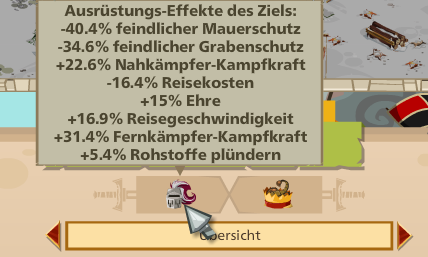 Ausrüstungs-Effekte des Ziels:
-40.4% feindlicher Mauerschutz
-34.6% feindlicher Grabenschutz
+22.6% Nahkämpfer-Kampfkraft
-16.4% Reisekosten
+15% Ehre
+16.9% Reisegeschwindigkeit
+31.4% Fernkämpfer-Kampfkraft
+5.4% Rohstoffe plündern
Übersicht